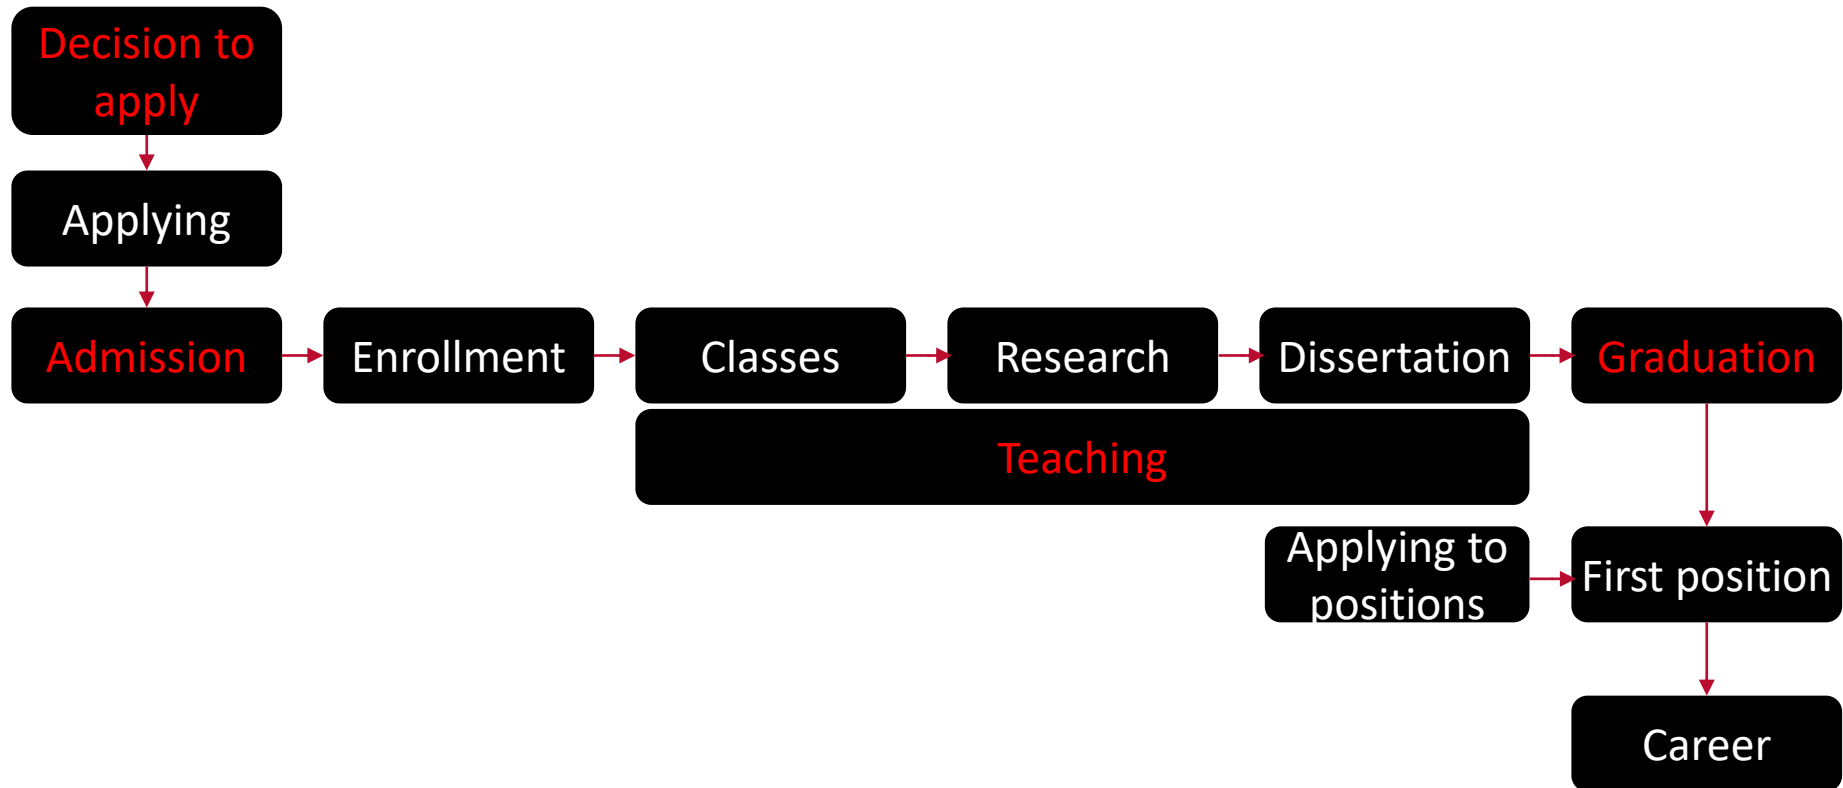 Decision to
apply
Applying
Admission
Enrollment
Classes
Research
Dissertation
Graduation
Teaching
Applying to
positions
First position
Career